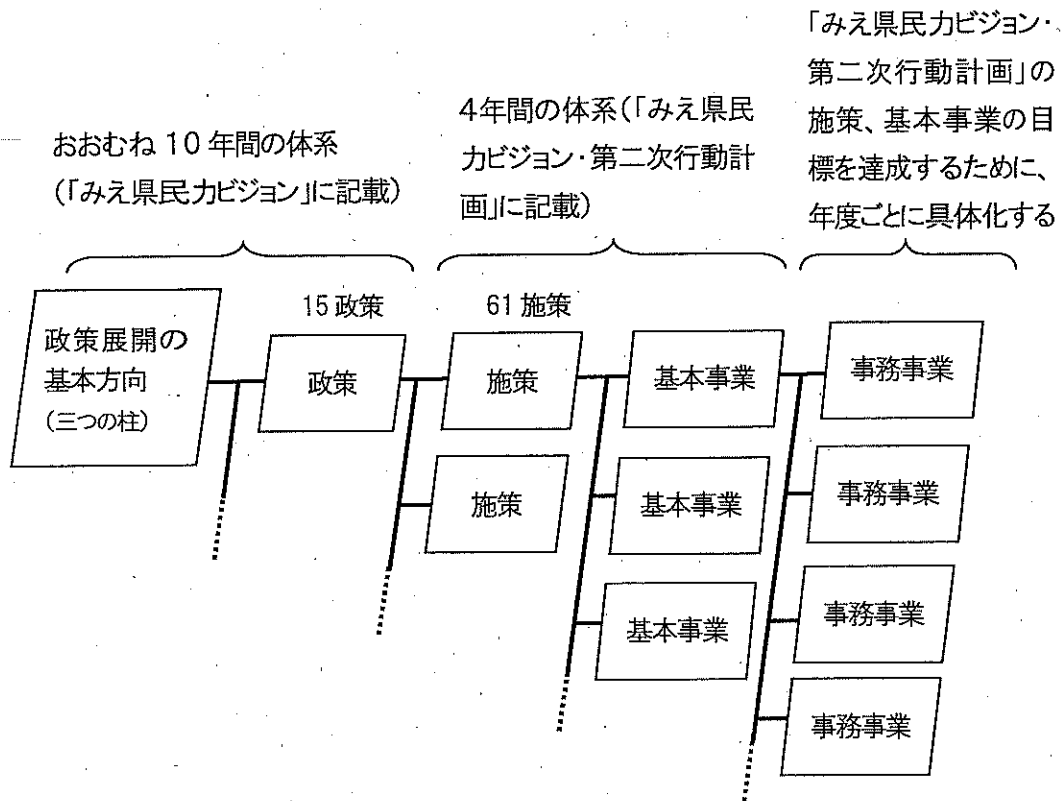 おおむね 10 年間の体系
(「みえ県民力ビジョン」に記載)
4年間の体系(「みえ県民
力ビジョン・第二次行動計
画」に記載)
「みえ県民力ビジョン・
第二次行動計画」の
施策、基本事業の目
標を達成するために、
年度ごとに具体化する
15 政策
61 施策
政策展開の
基本方向
(三つの柱)
政策
施策
基本事業
事務事業
施策
基本事業
事務事業
基本事業
事務事業
事務事業